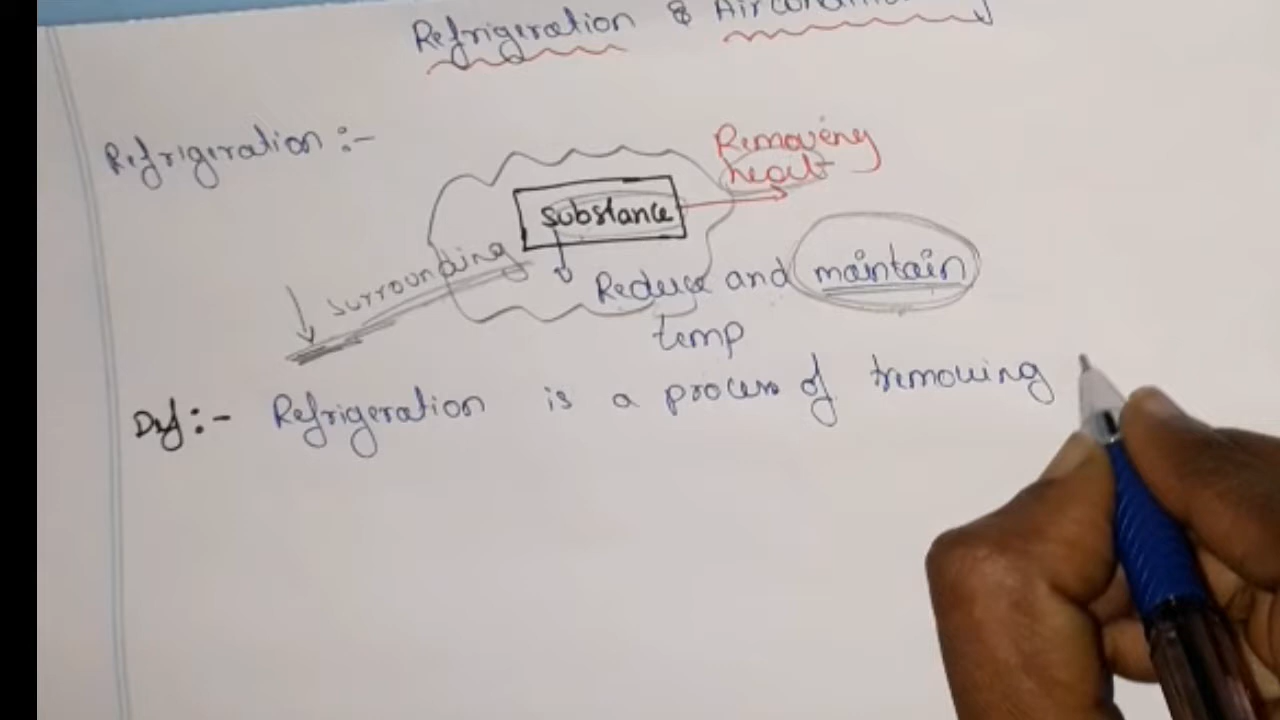 Refrigeration &
Refrigeration :-
Removing
heat
substance
surrounding
Reduce and maintain
temp
Def :- Refrigeration is a process of removing